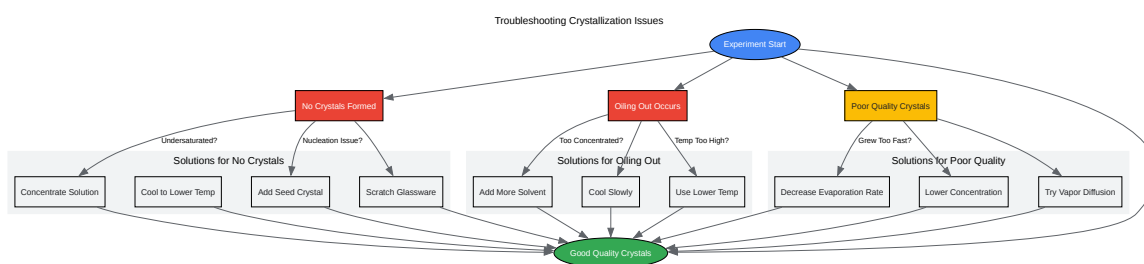 Troubleshooting Crystallization Issues
Experiment Start
No Crystals Formed
Oiling Out Occurs
Poor Quality Crystals
Undersaturated?
Nucleation Issue?
Too Concentrated?
Temp Too High?
Grew Too Fast?
Solutions for No Crystals
Solutions for Oiling Out
Solutions for Poor Quality
Concentrate Solution
Cool to Lower Temp
Add Seed Crystal
Scratch Glassware
Add More Solvent
Cool Slowly
Use Lower Temp
Decrease Evaporation Rate
Lower Concentration
Try Vapor Diffusion
Good Quality Crystals